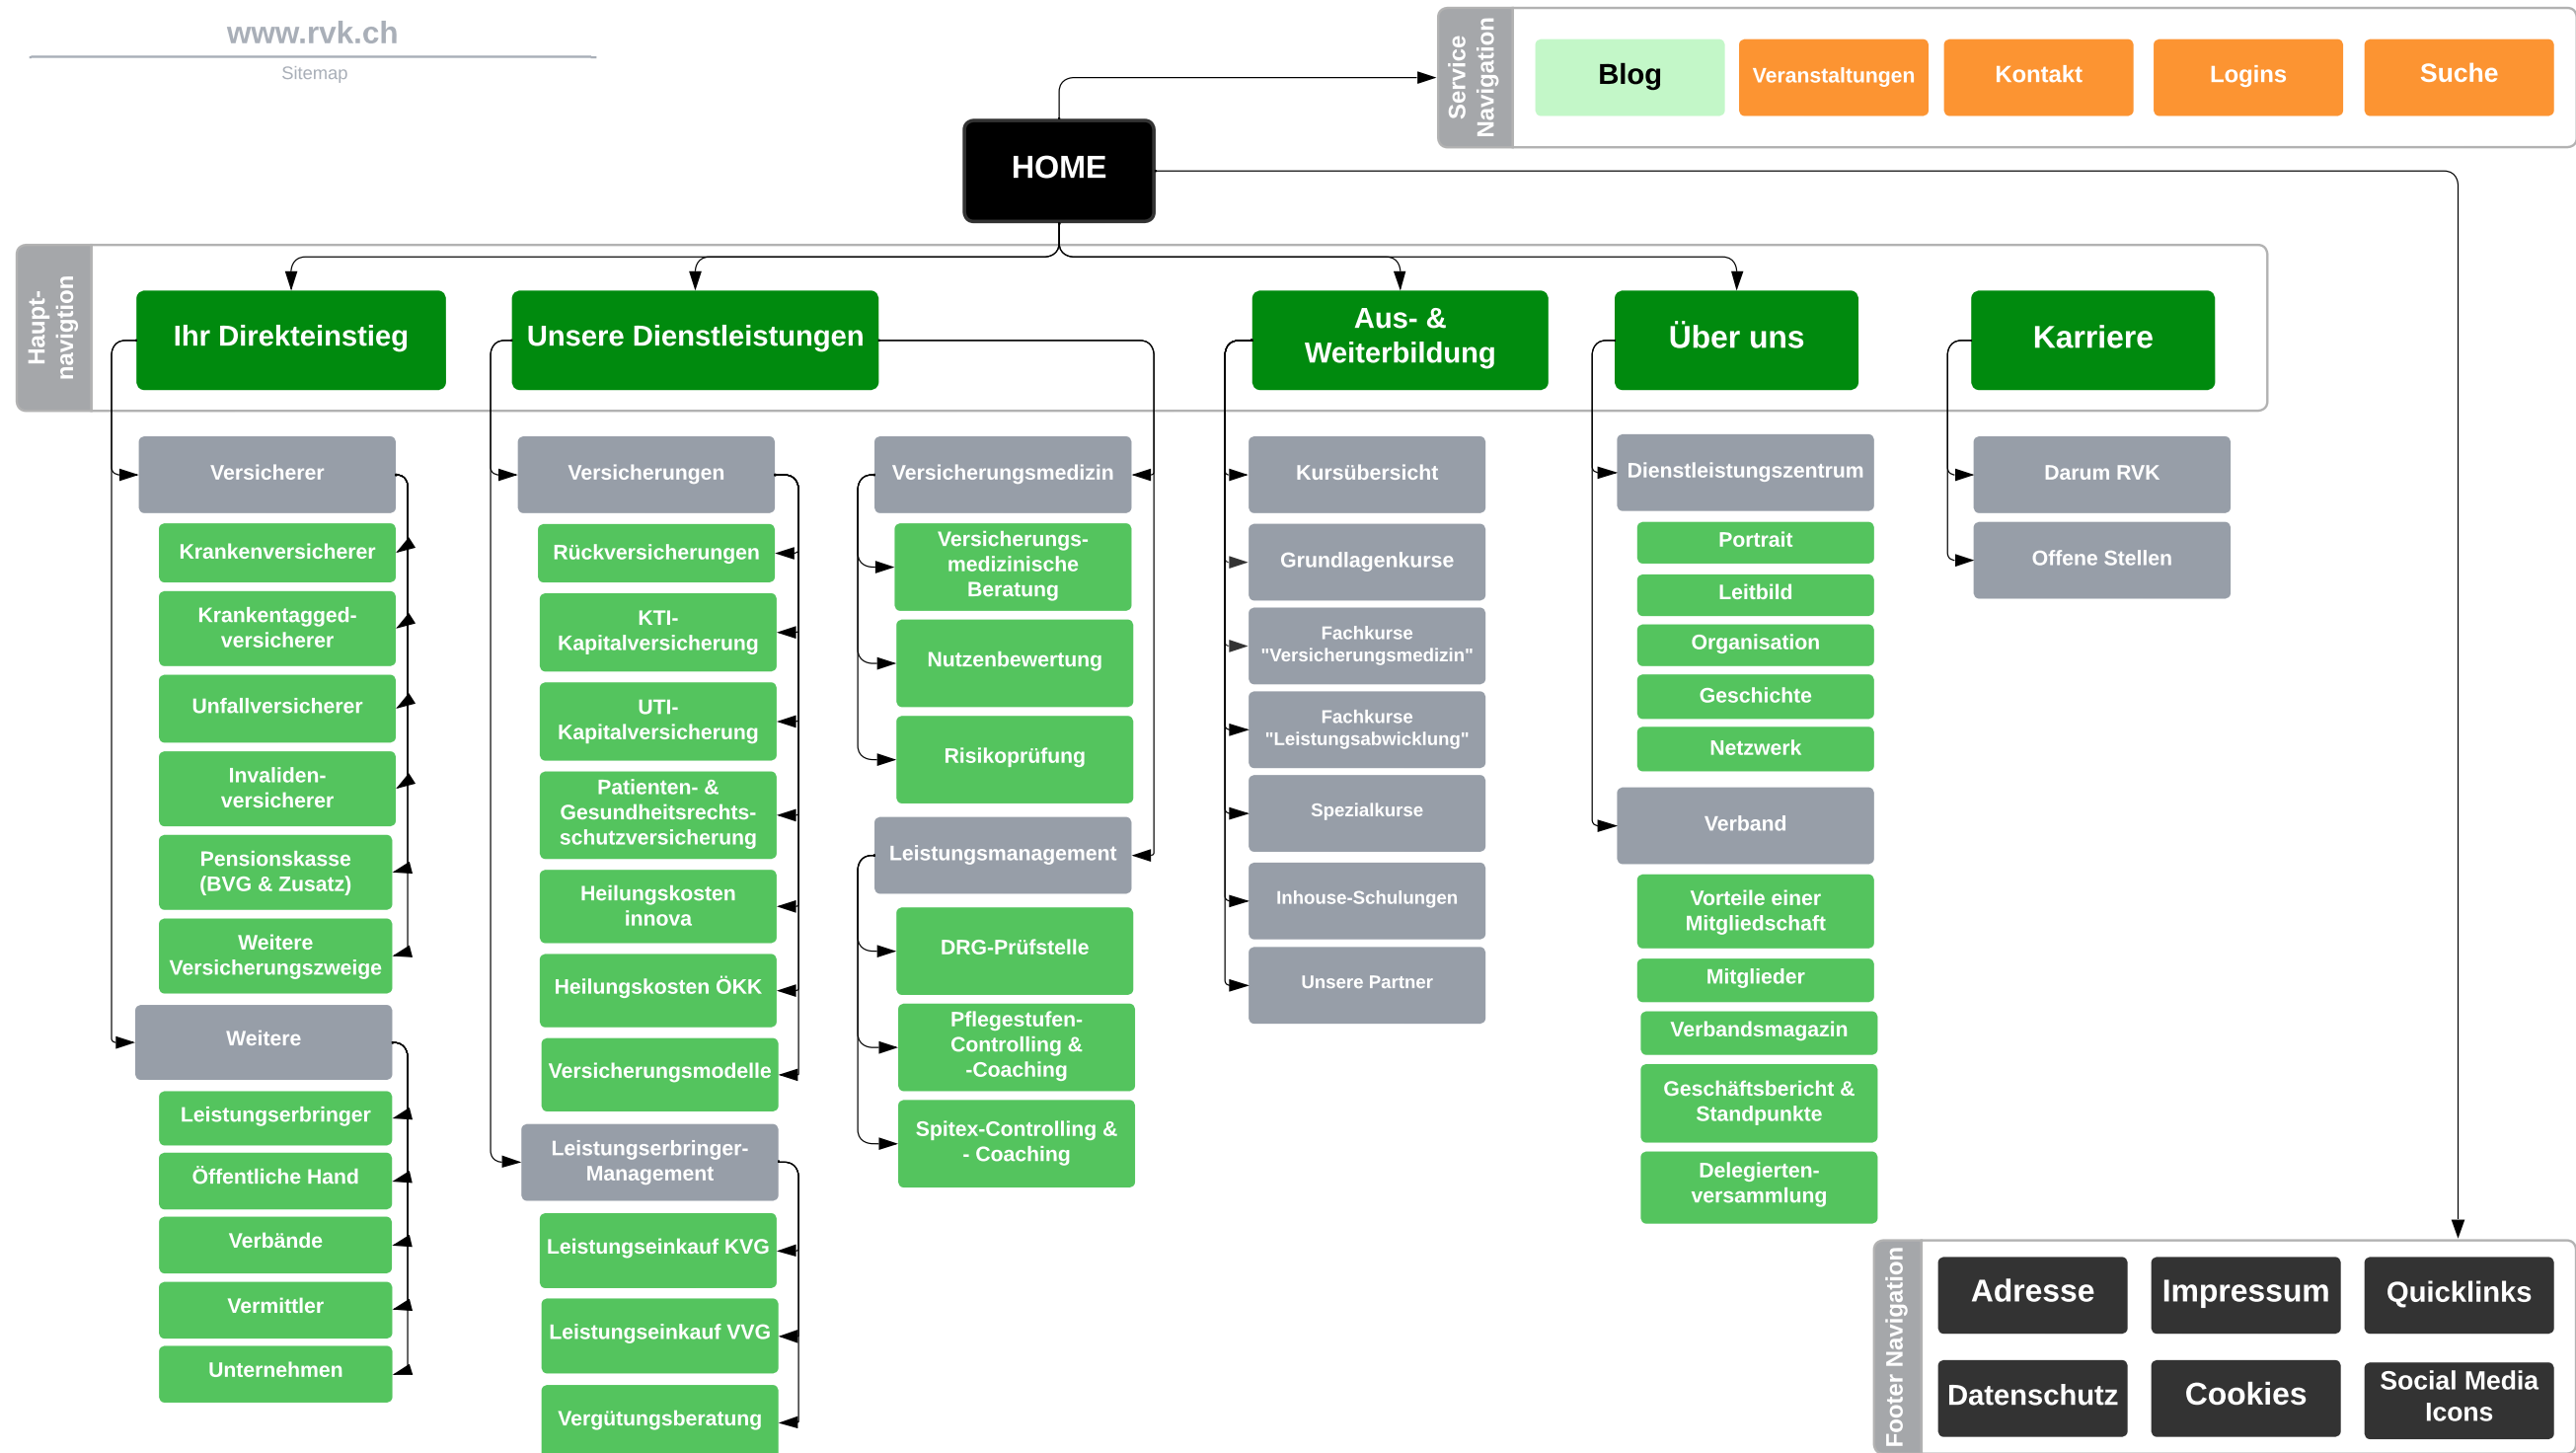 www.rvk.ch
Sitemap
Service
Navigation
Blog
Veranstaltungen
Kontakt
Logins
Suche
HOME
Haupt-
navigtion
Ihr Direkteinstieg
Unsere Dienstleistungen
Aus- &
Weiterbildung
Über uns
Karriere
Versicherer
Krankenversicherer
Krankentagged-
versicherer
Unfallversicherer
Invaliden-
versicherer
Pensionskasse
(BVG & Zusatz)
Weitere
Versicherungszweige
Weitere
Leistungserbringer
Öffentliche Hand
Verbände
Vermittler
Unternehmen
Versicherungen
Rückversicherungen
KTI-
Kapitalversicherung
UTI-
Kapitalversicherung
Patienten- &
Gesundheitsrechts-
schutzversicherung
Heilungskosten
innova
Heilungskosten ÖKK
Versicherungsmodelle
Leistungserbringer-
Management
Leistungseinkauf KVG
Leistungseinkauf VVG
Vergütungsberatung
Versicherungsmedizin
Versicherungs-
medizinische
Beratung
Nutzenbewertung
Risikoprüfung
Leistungsmanagement
DRG-Prüfstelle
Pflegestufen-
Controlling &
-Coaching
Spitex-Controlling &
- Coaching
Kursübersicht
Grundlagenkurse
Fachkurse
"Versicherungsmedizin"
Fachkurse
"Leistungsabwicklung"
Spezialkurse
Inhouse-Schulungen
Unsere Partner
Dienstleistungszentrum
Portrait
Leitbild
Organisation
Geschichte
Netzwerk
Verband
Vorteile einer
Mitgliedschaft
Mitglieder
Verbandsmagazin
Geschäftsbericht &
Standpunkte
Delegierten-
versammlung
Darum RVK
Offene Stellen
Footer Navigation
Adresse
Impressum
Quicklinks
Datenschutz
Cookies
Social Media
Icons